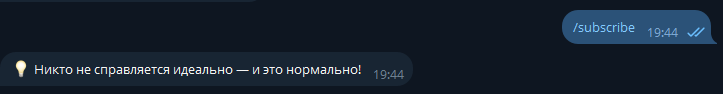 /subscribe 19:44
💡 Никто не справляется идеально — и это нормально! 19:44